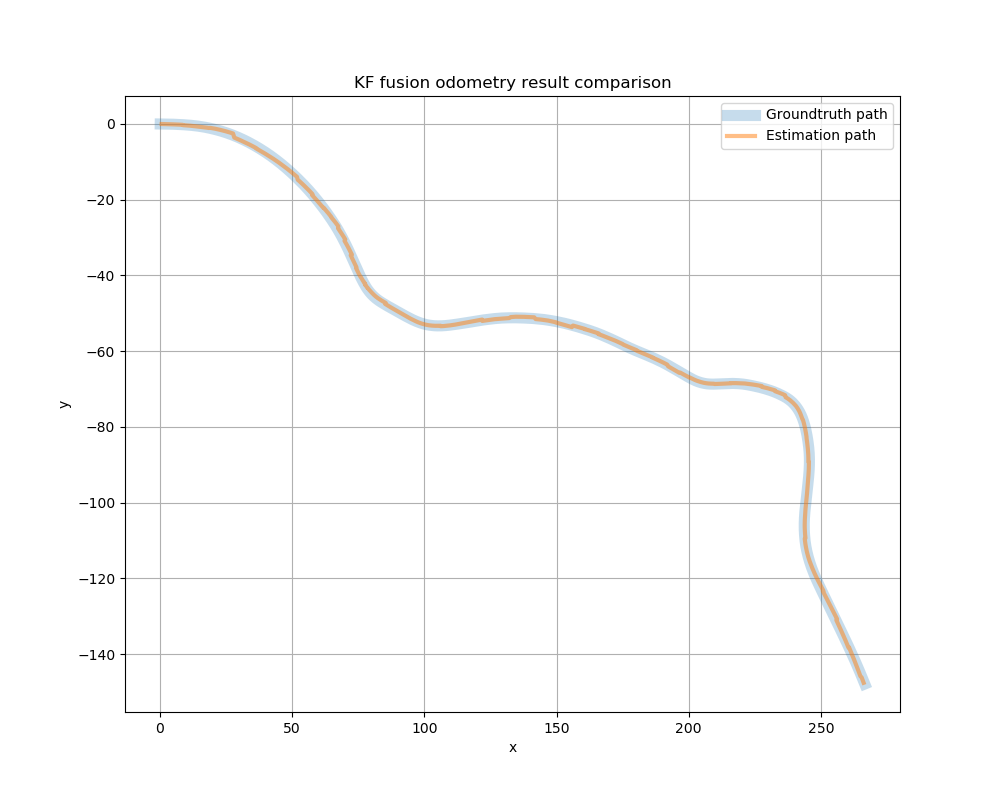 KF fusion odometry result comparison
Groundtruth path
Estimation path
0
−20
−40
−60
−80
−100
−120
−140
y
0 50 100 150 200 250
x